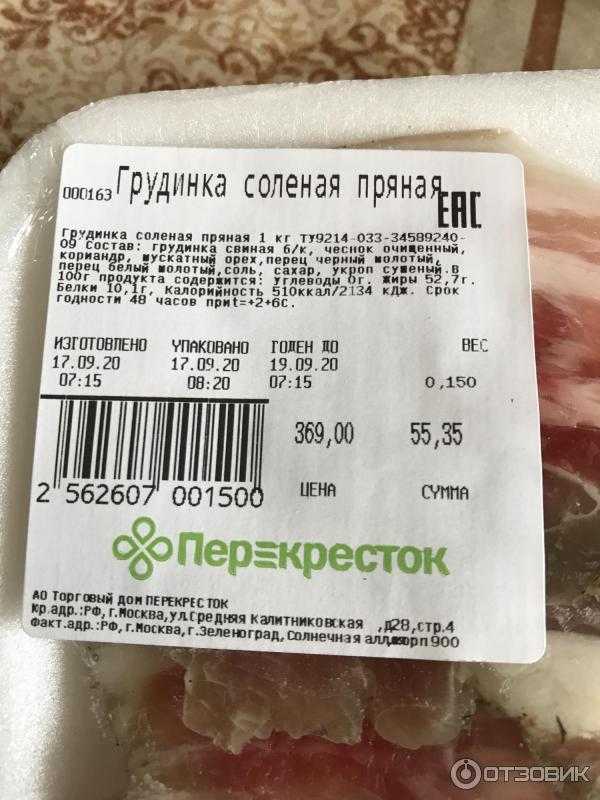 000163 Грудинка соленая пряная
ЕАС
Грудинка соленая пряная 1 кг ТУ9214-033-34589240-
09 Состав: грудинка свиная б/к, чеснок очищенный,
кориандр, мускатный орех,перец черный молотый,
перец белый молотый,соль, сахар, укроп сушеный.В
100г продукта содержится: Углеводы 0г. Жиры 52,7г.
Белки 10,1г, Калорийность 510ккал/2134 кДж. Срок
годности 48 часов приt=+2+6С.
ИЗГОТОВЛЕНО УПАКОВАНО ГОДЕН ДО ВЕС
17.09.20 17.09.20 19.09.20
07:15 08:20 07:15 0,150
369,00 55,35
ЦЕНА СУММА
2 562607 001500
Перекресток
АО Торговый дом ПЕРЕКРЕСТОК
Юр.адр.:РФ,г.Москва,ул.Средняя Калитниковская ,д28,стр.4
Факт.адр.:РФ,г.Москва,г.Зеленоград,Солнечная аллея 900
ОТЗОВИК